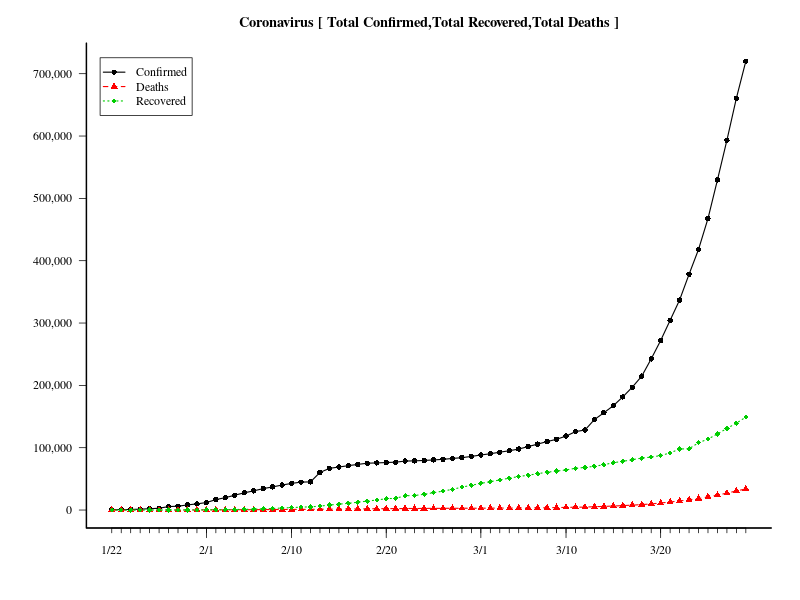 Coronavirus [ Total Confirmed,Total Recovered,Total Deaths ]
Confirmed
Deaths
Recovered
700,000
600,000
500,000
400,000
300,000
200,000
100,000
0
1/22 2/1 2/10 2/20 3/1 3/10 3/20